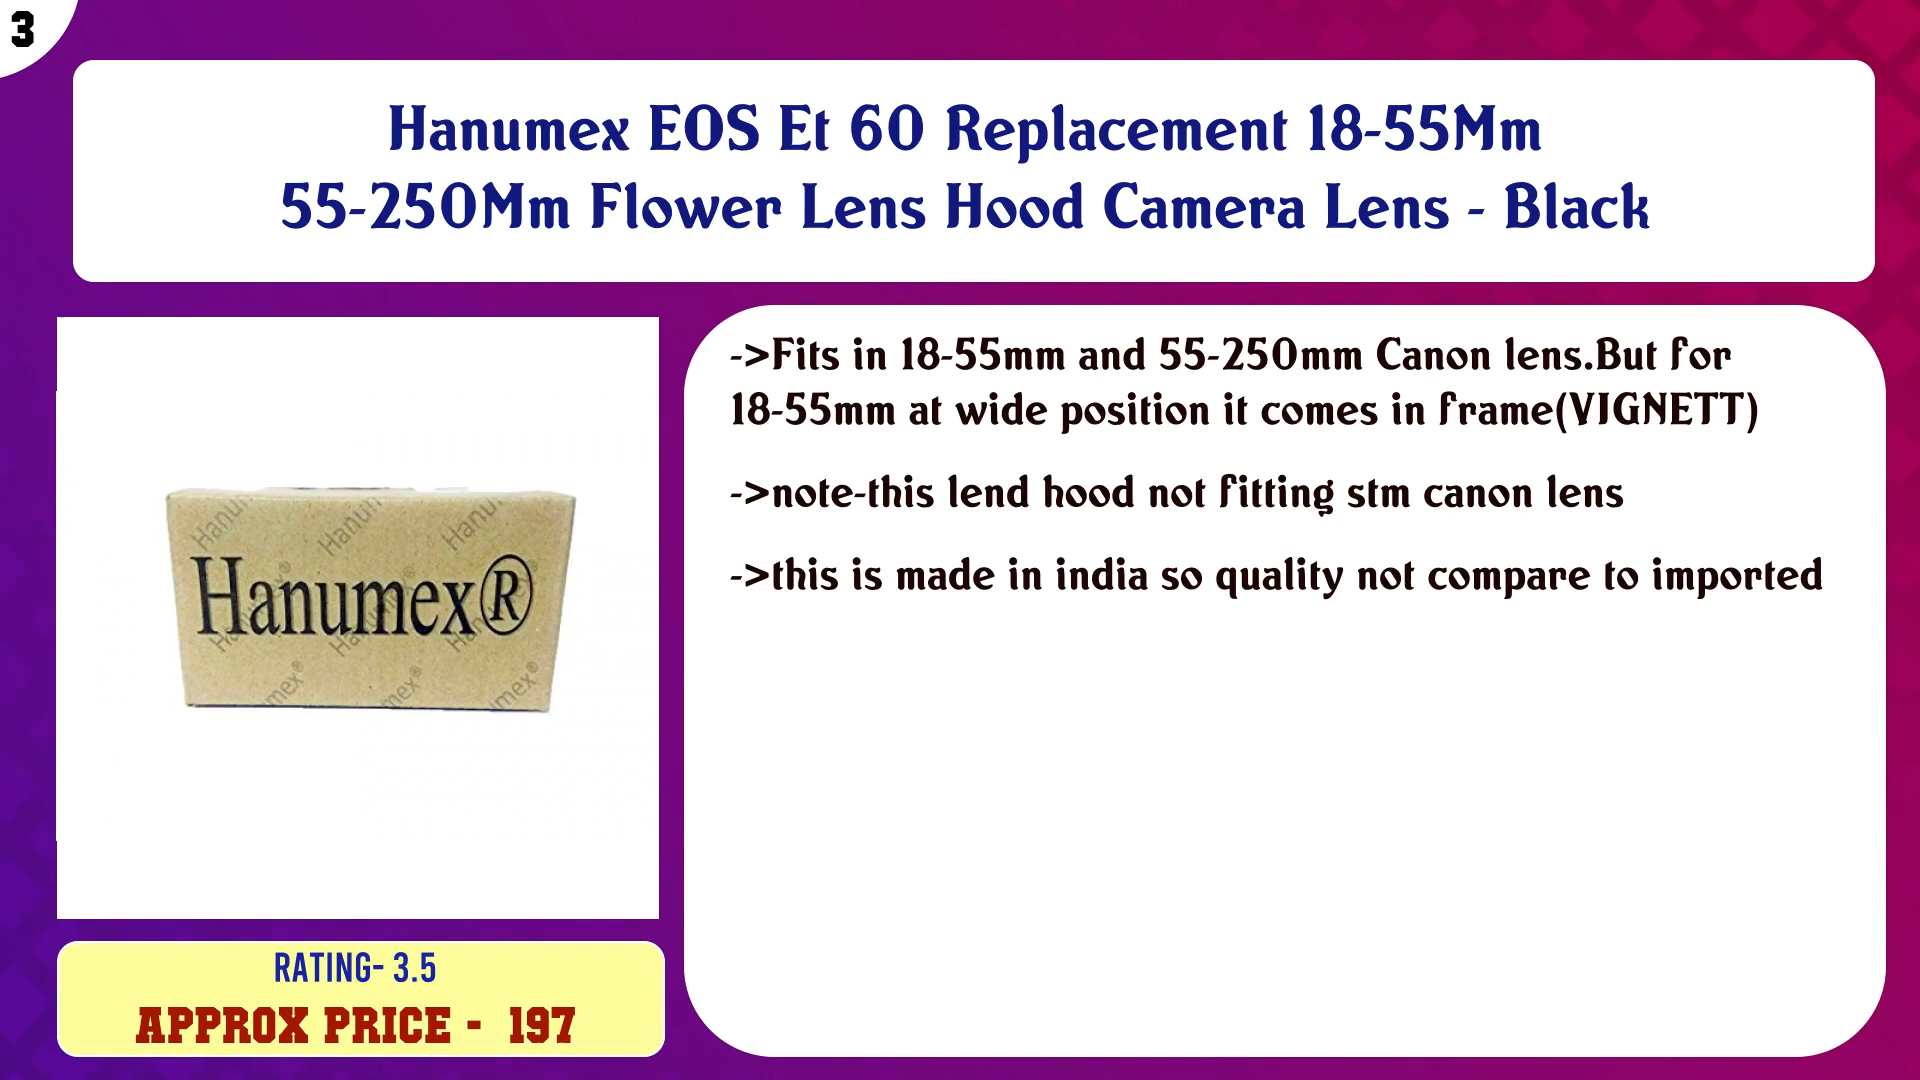 3
Hanumex EOS Et 60 Replacement 18-55Mm
55-250Mm Flower Lens Hood Camera Lens - Black
->Fits in 18-55mm and 55-250mm Canon lens.But for
18-55mm at wide position it comes in frame(VIGNETT)
->note-this lend hood not fitting stm canon lens
->this is made in india so quality not compare to imported
Hanumex®
RATING- 3.5
APPROX PRICE - 197